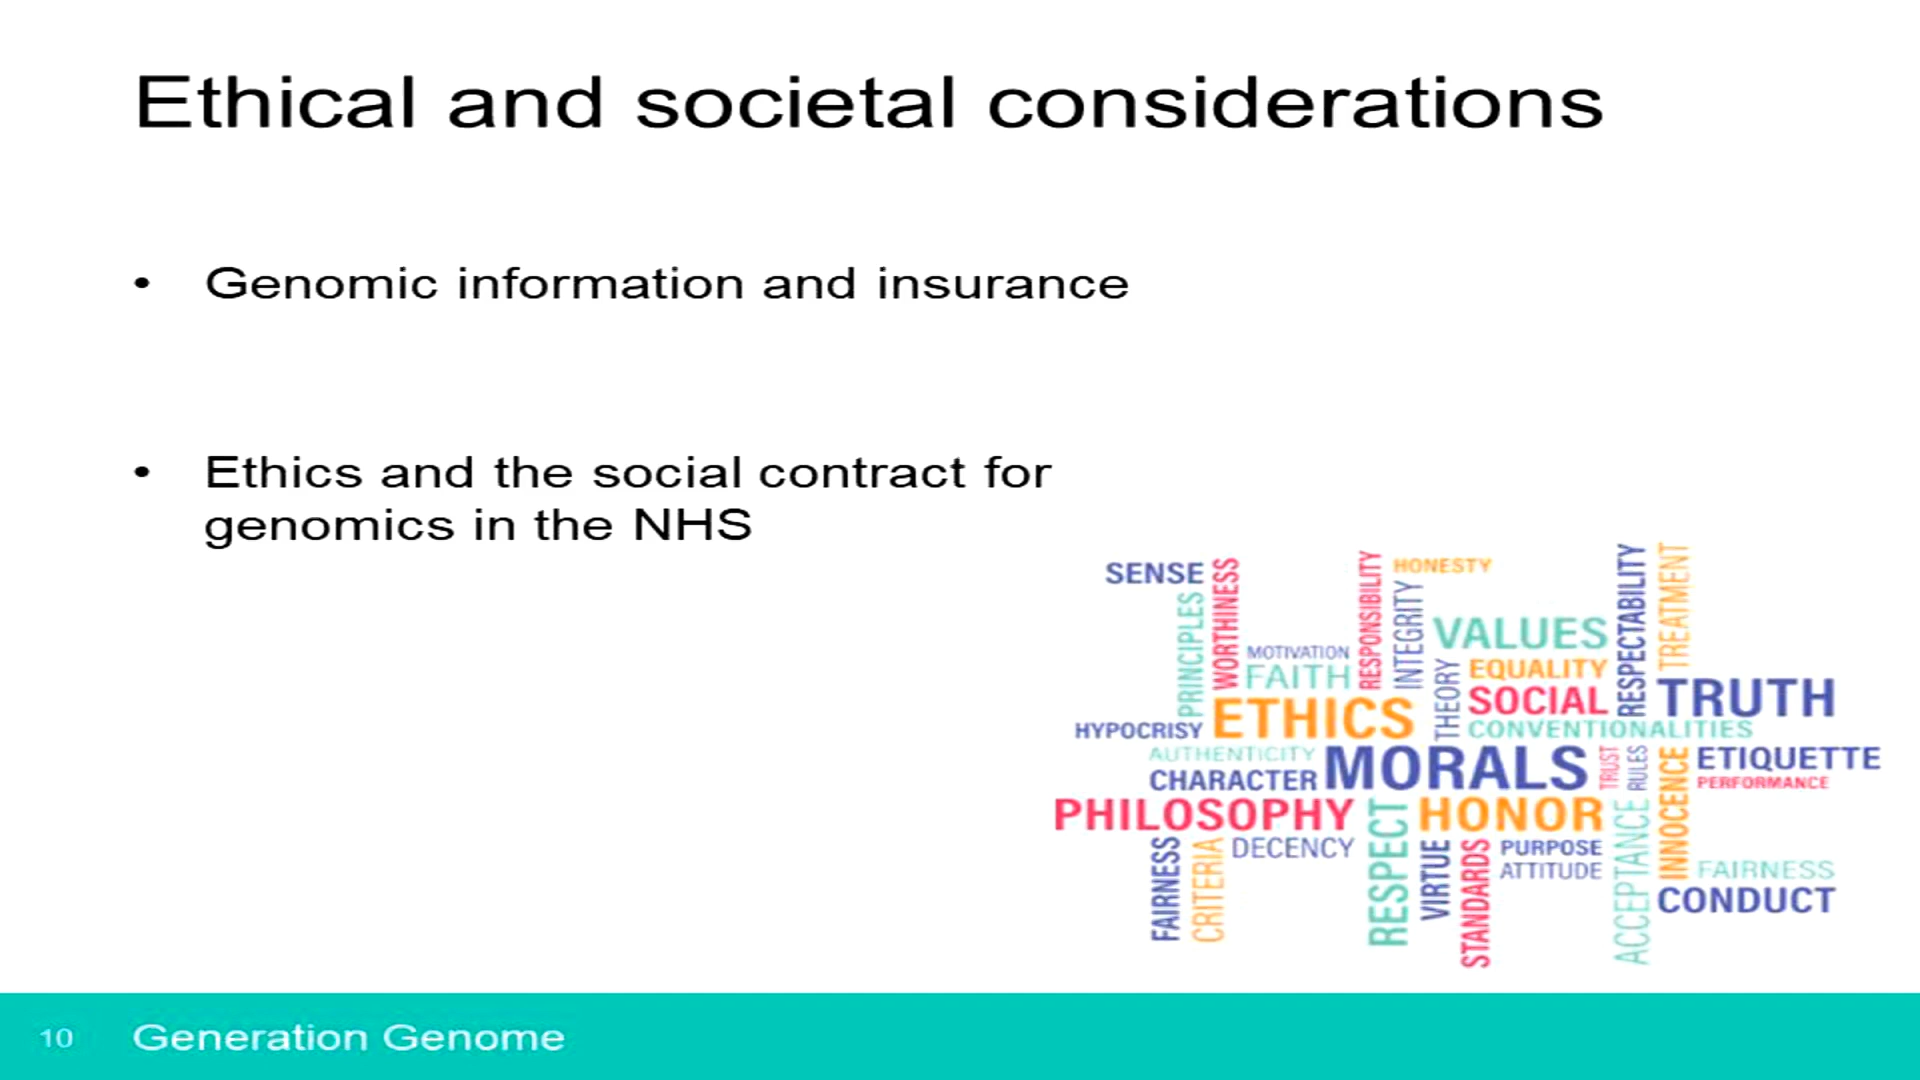 Ethical and societal considerations
• Genomic information and insurance
• Ethics and the social contract for
genomics in the NHS
SENSE
PRINCIPLES
WORTHINESS
MOTIVATION
FAITH
RESPONSIBILITY
HONESTY
INTEGRITY
VALUES
THEORY
EQUALITY
SOCIAL
RESPECTABILITY
TREATMENT
TRUTH
HYPOCRISY
ETHICS
CONVENTIONALITIES
AUTHENTICITY
CHARACTER
MORALS
TRUST
RULES
INNOCENCE
ETIQUETTE
PERFORMANCE
PHILOSOPHY
RESPECT
HONOR
ACCEPTANCE
FAIRNESS
CRITERIA
DECENCY
VIRTUE
STANDARDS
PURPOSE
ATTITUDE
FAIRNESS
CONDUCT
10 Generation Genome